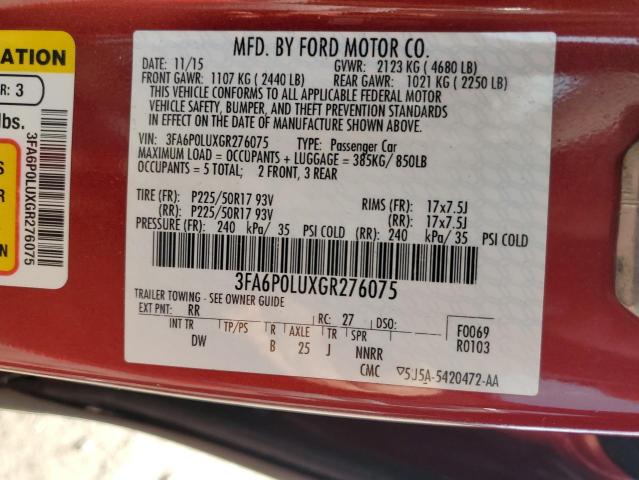 ATION
R: 3
lbs.
3FA6P0LUXGR276075
S
R
ON
MFD. BY FORD MOTOR CO.
DATE: 11/15 GVWR: 2123 KG ( 4680 LB)
FRONT GAWR: 1107 KG ( 2440 LB) REAR GAWR: 1021 KG ( 2250 LB)
THIS VEHICLE CONFORMS TO ALL APPLICABLE FEDERAL MOTOR
VEHICLE SAFETY, BUMPER, AND THEFT PREVENTION STANDARDS
IN EFFECT ON THE DATE OF MANUFACTURE SHOWN ABOVE.
VIN: 3FA6P0LUXGR276075 TYPE: Passenger Car
MAXIMUM LOAD = OCCUPANTS + LUGGAGE = 385KG/ 850LB
OCCUPANTS = 5 TOTAL; 2 FRONT, 3 REAR
TIRE (FR): P225/50R17 93V RIMS (FR): 17x7.5J
(RR): P225/50R17 93V (RR): 17x7.5J
PRESSURE (FR): 240 kPa/ 35 PSI COLD (RR): 240 kPa/ 35 PSI COLD
3FA6P0LUXGR276075
TRAILER TOWING - SEE OWNER GUIDE
EXT PNT: RR RC: 27 DSO: F0069
INT TR TP/PS R AXLE TR SPR R0103
DW B 25 J NNRR
CMC ▽5U5A-5420472-AA